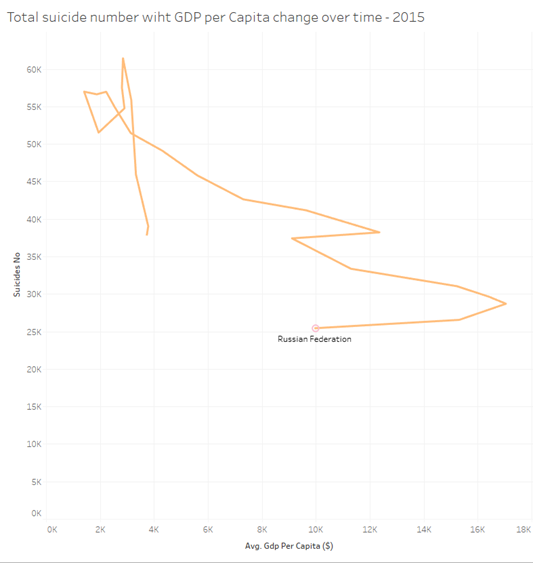 Total suicide number wiht GDP per Capita change over time - 2015
60K
55K
50K
45K
40K
35K
30K
25K
20K
15K
10K
5K
0K
Suicides No
Russian Federation
0K 2K 4K 6K 8K 10K 12K 14K 16K 18K
Avg. Gdp Per Capita ($)